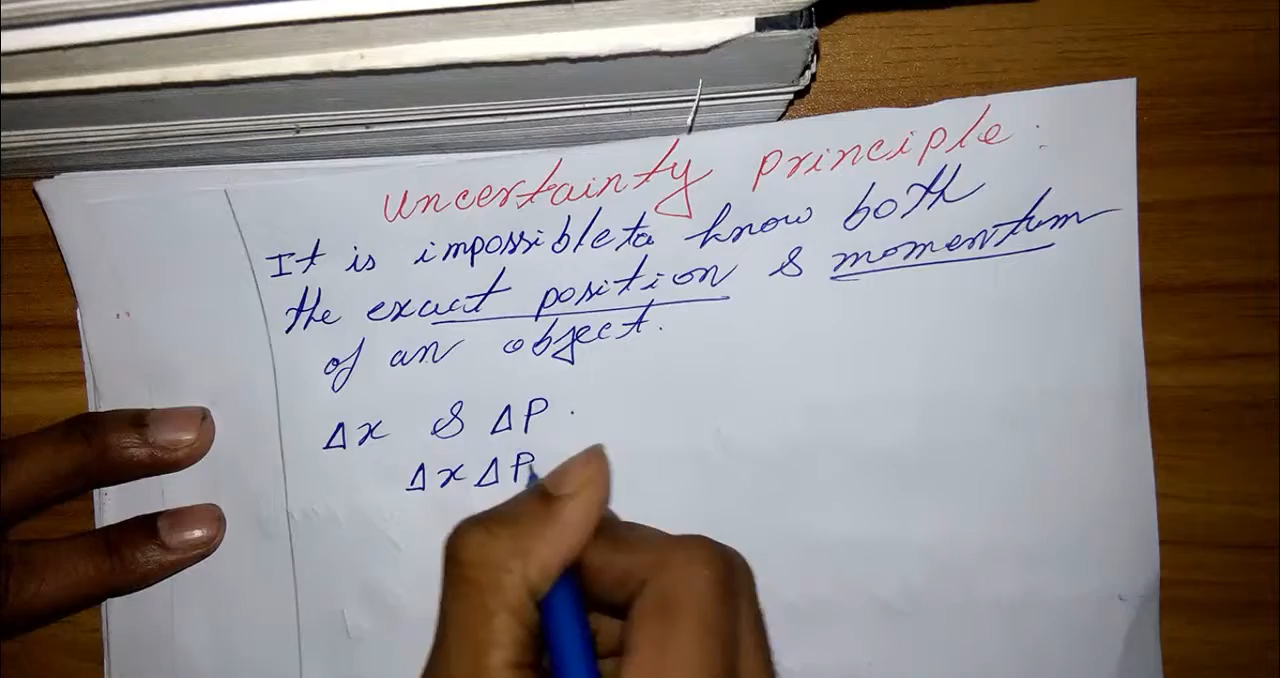 Uncertainty principle:
It is impossible to know both
the exact position & momentum
of an object.
Δx & ΔP.
ΔxΔP